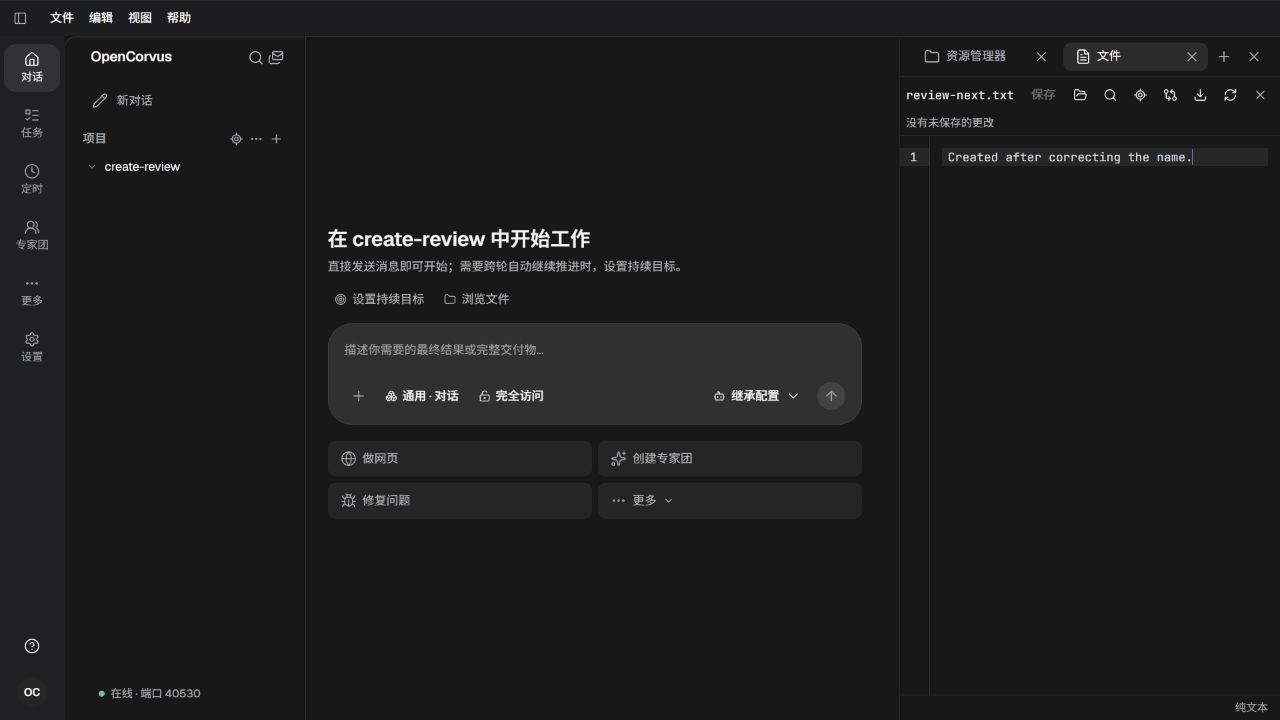 文件 编辑 视图 帮助
对话
任务
定时
专家团
更多
设置
OC
OpenCorvus
新对话
项目
create-review
在线 · 端口 40530
在 create-review 中开始工作
直接发送消息即可开始；需要跨轮自动继续推进时，设置持续目标。
设置持续目标 浏览文件
描述你需要的最终结果或完整交付物...
通用 · 对话 完全访问 继承配置
做网页 创建专家团
修复问题 更多
资源管理器 文件
review-next.txt 保存
没有未保存的更改
1 Created after correcting the name.
纯文本